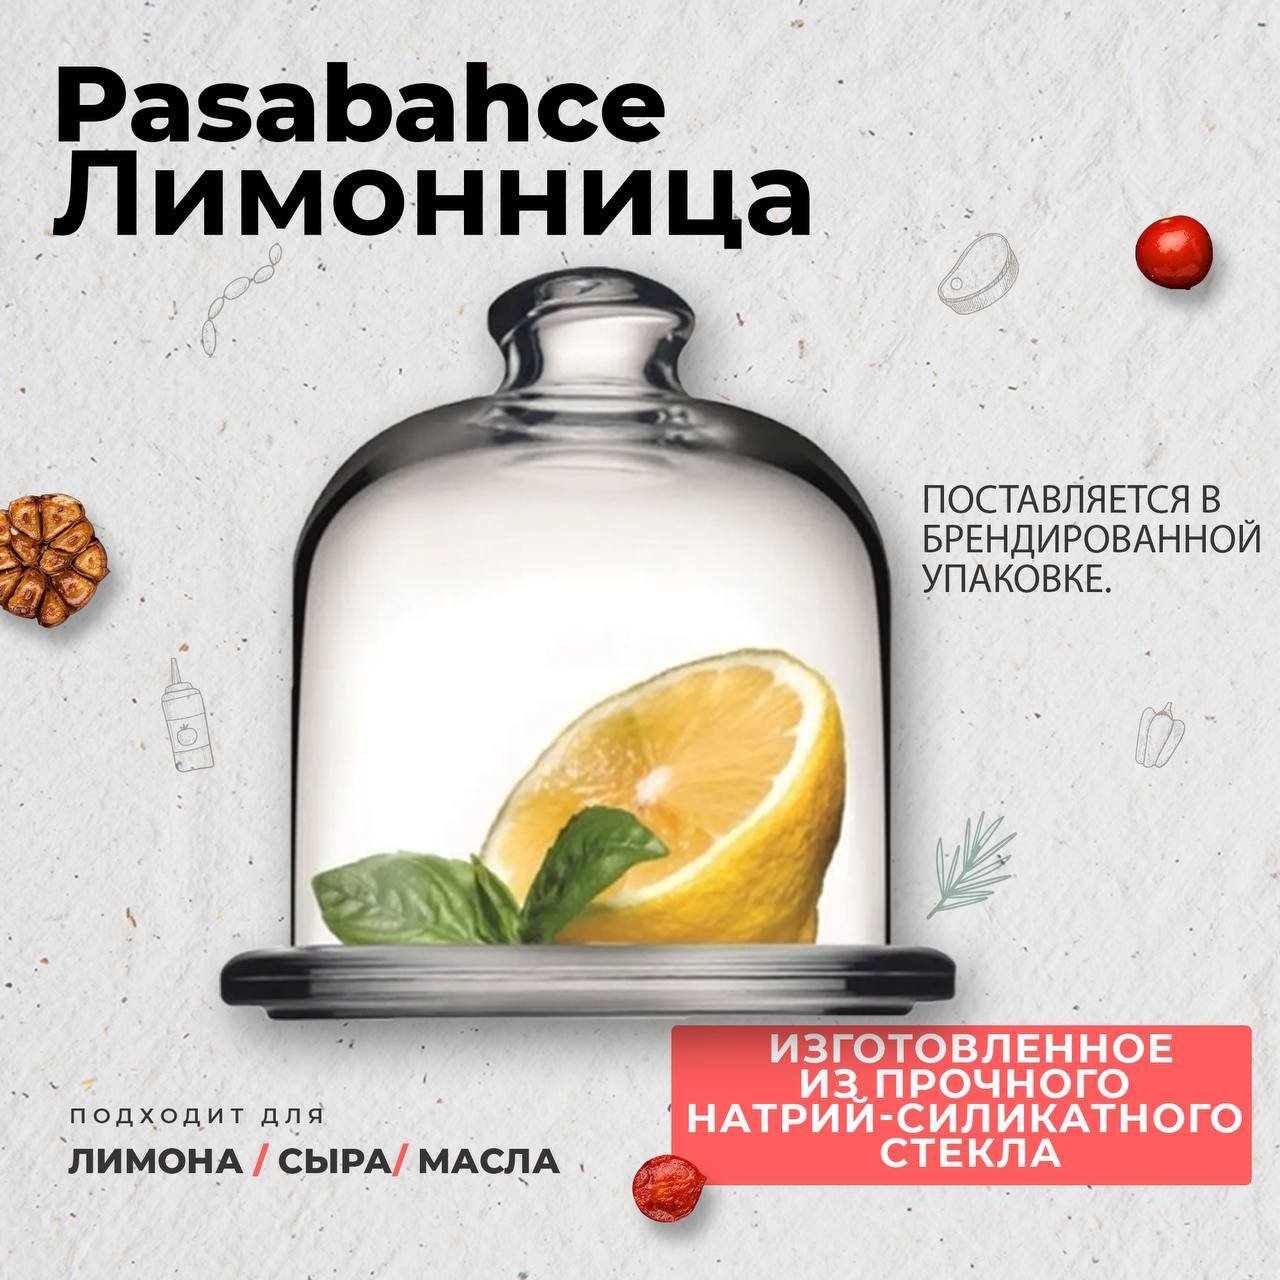 Pasabahce
Лимонница
ПОСТАВЛЯЕТСЯ В
БРЕНДИРОВАННОЙ
УПАКОВКЕ.
ИЗГОТОВЛЕННОЕ
ИЗ ПРОЧНОГО
НАТРИЙ-СИЛИКАТНОГО
СТЕКЛА
ПОДХОДИТ ДЛЯ
ЛИМОНА / СЫРА/ МАСЛА